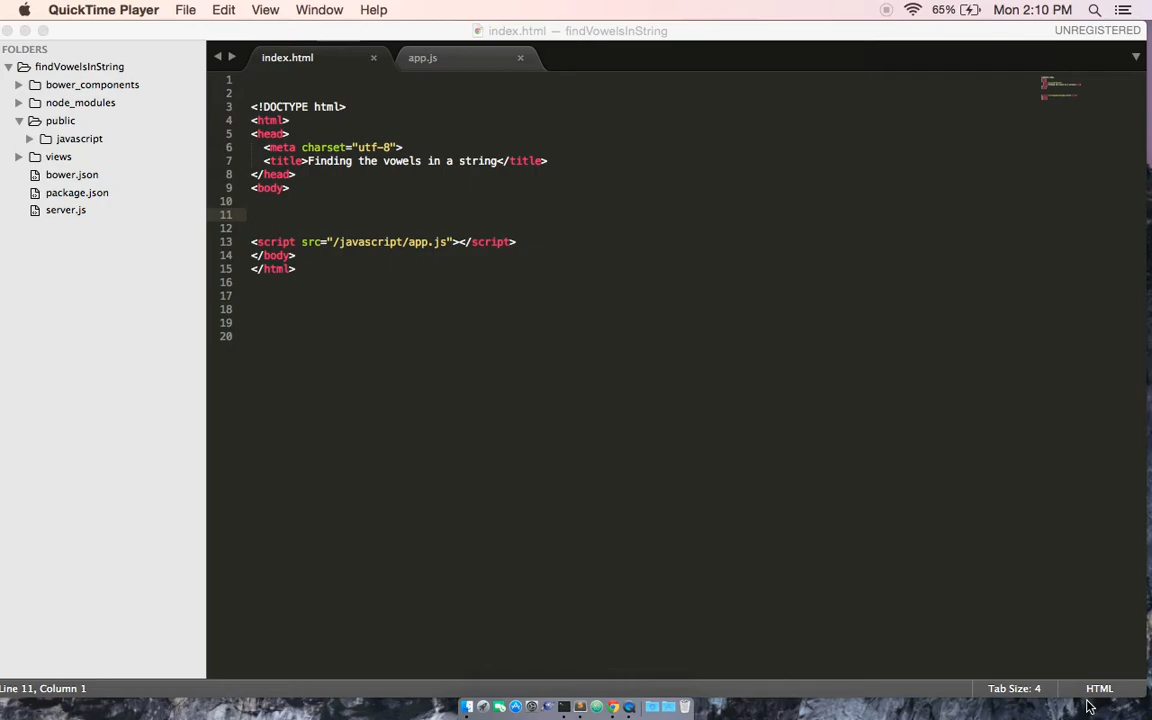 QuickTime Player File Edit View Window Help 65% Mon 2:10 PM
index.html — findVowelsInString UNREGISTERED
FOLDERS
findVowelsInString
bower_components
node_modules
public
javascript
views
bower.json
package.json
server.js
index.html app.js
1
2
3 <!DOCTYPE html>
4 <html>
5 <head>
6 <meta charset="utf-8">
7 <title>Finding the vowels in a string</title>
8 </head>
9 <body>
10
11
12
13 <script src="/javascript/app.js"></script>
14 </body>
15 </html>
16
17
18
19
20
Line 11, Column 1 Tab Size: 4 HTML